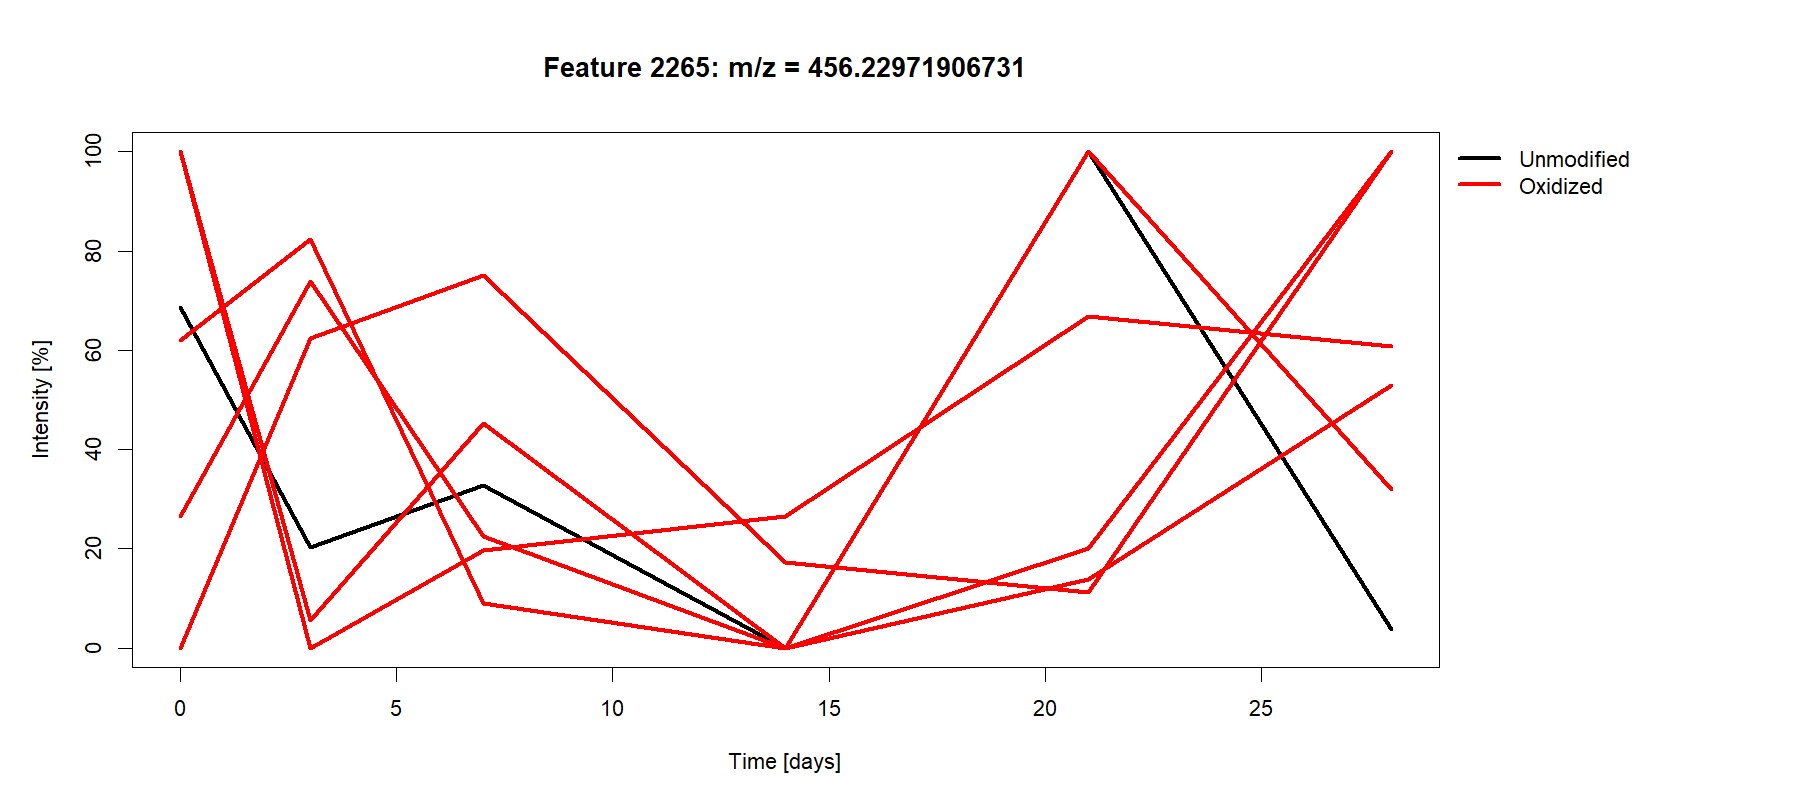 Feature 2265: m/z = 456.22971906731
Unmodified
Oxidized
Intensity [%]
100
80
60
40
20
0
0 5 10 15 20 25
Time [days]